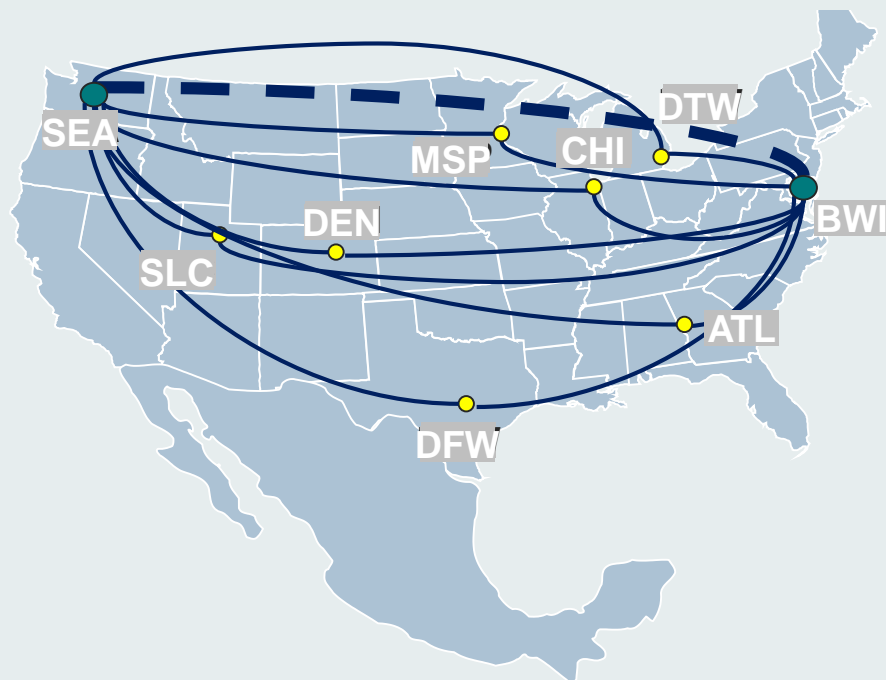 DTW
SEA
MSP
CHI
DEN
BWI
SLC
ATL
DFW